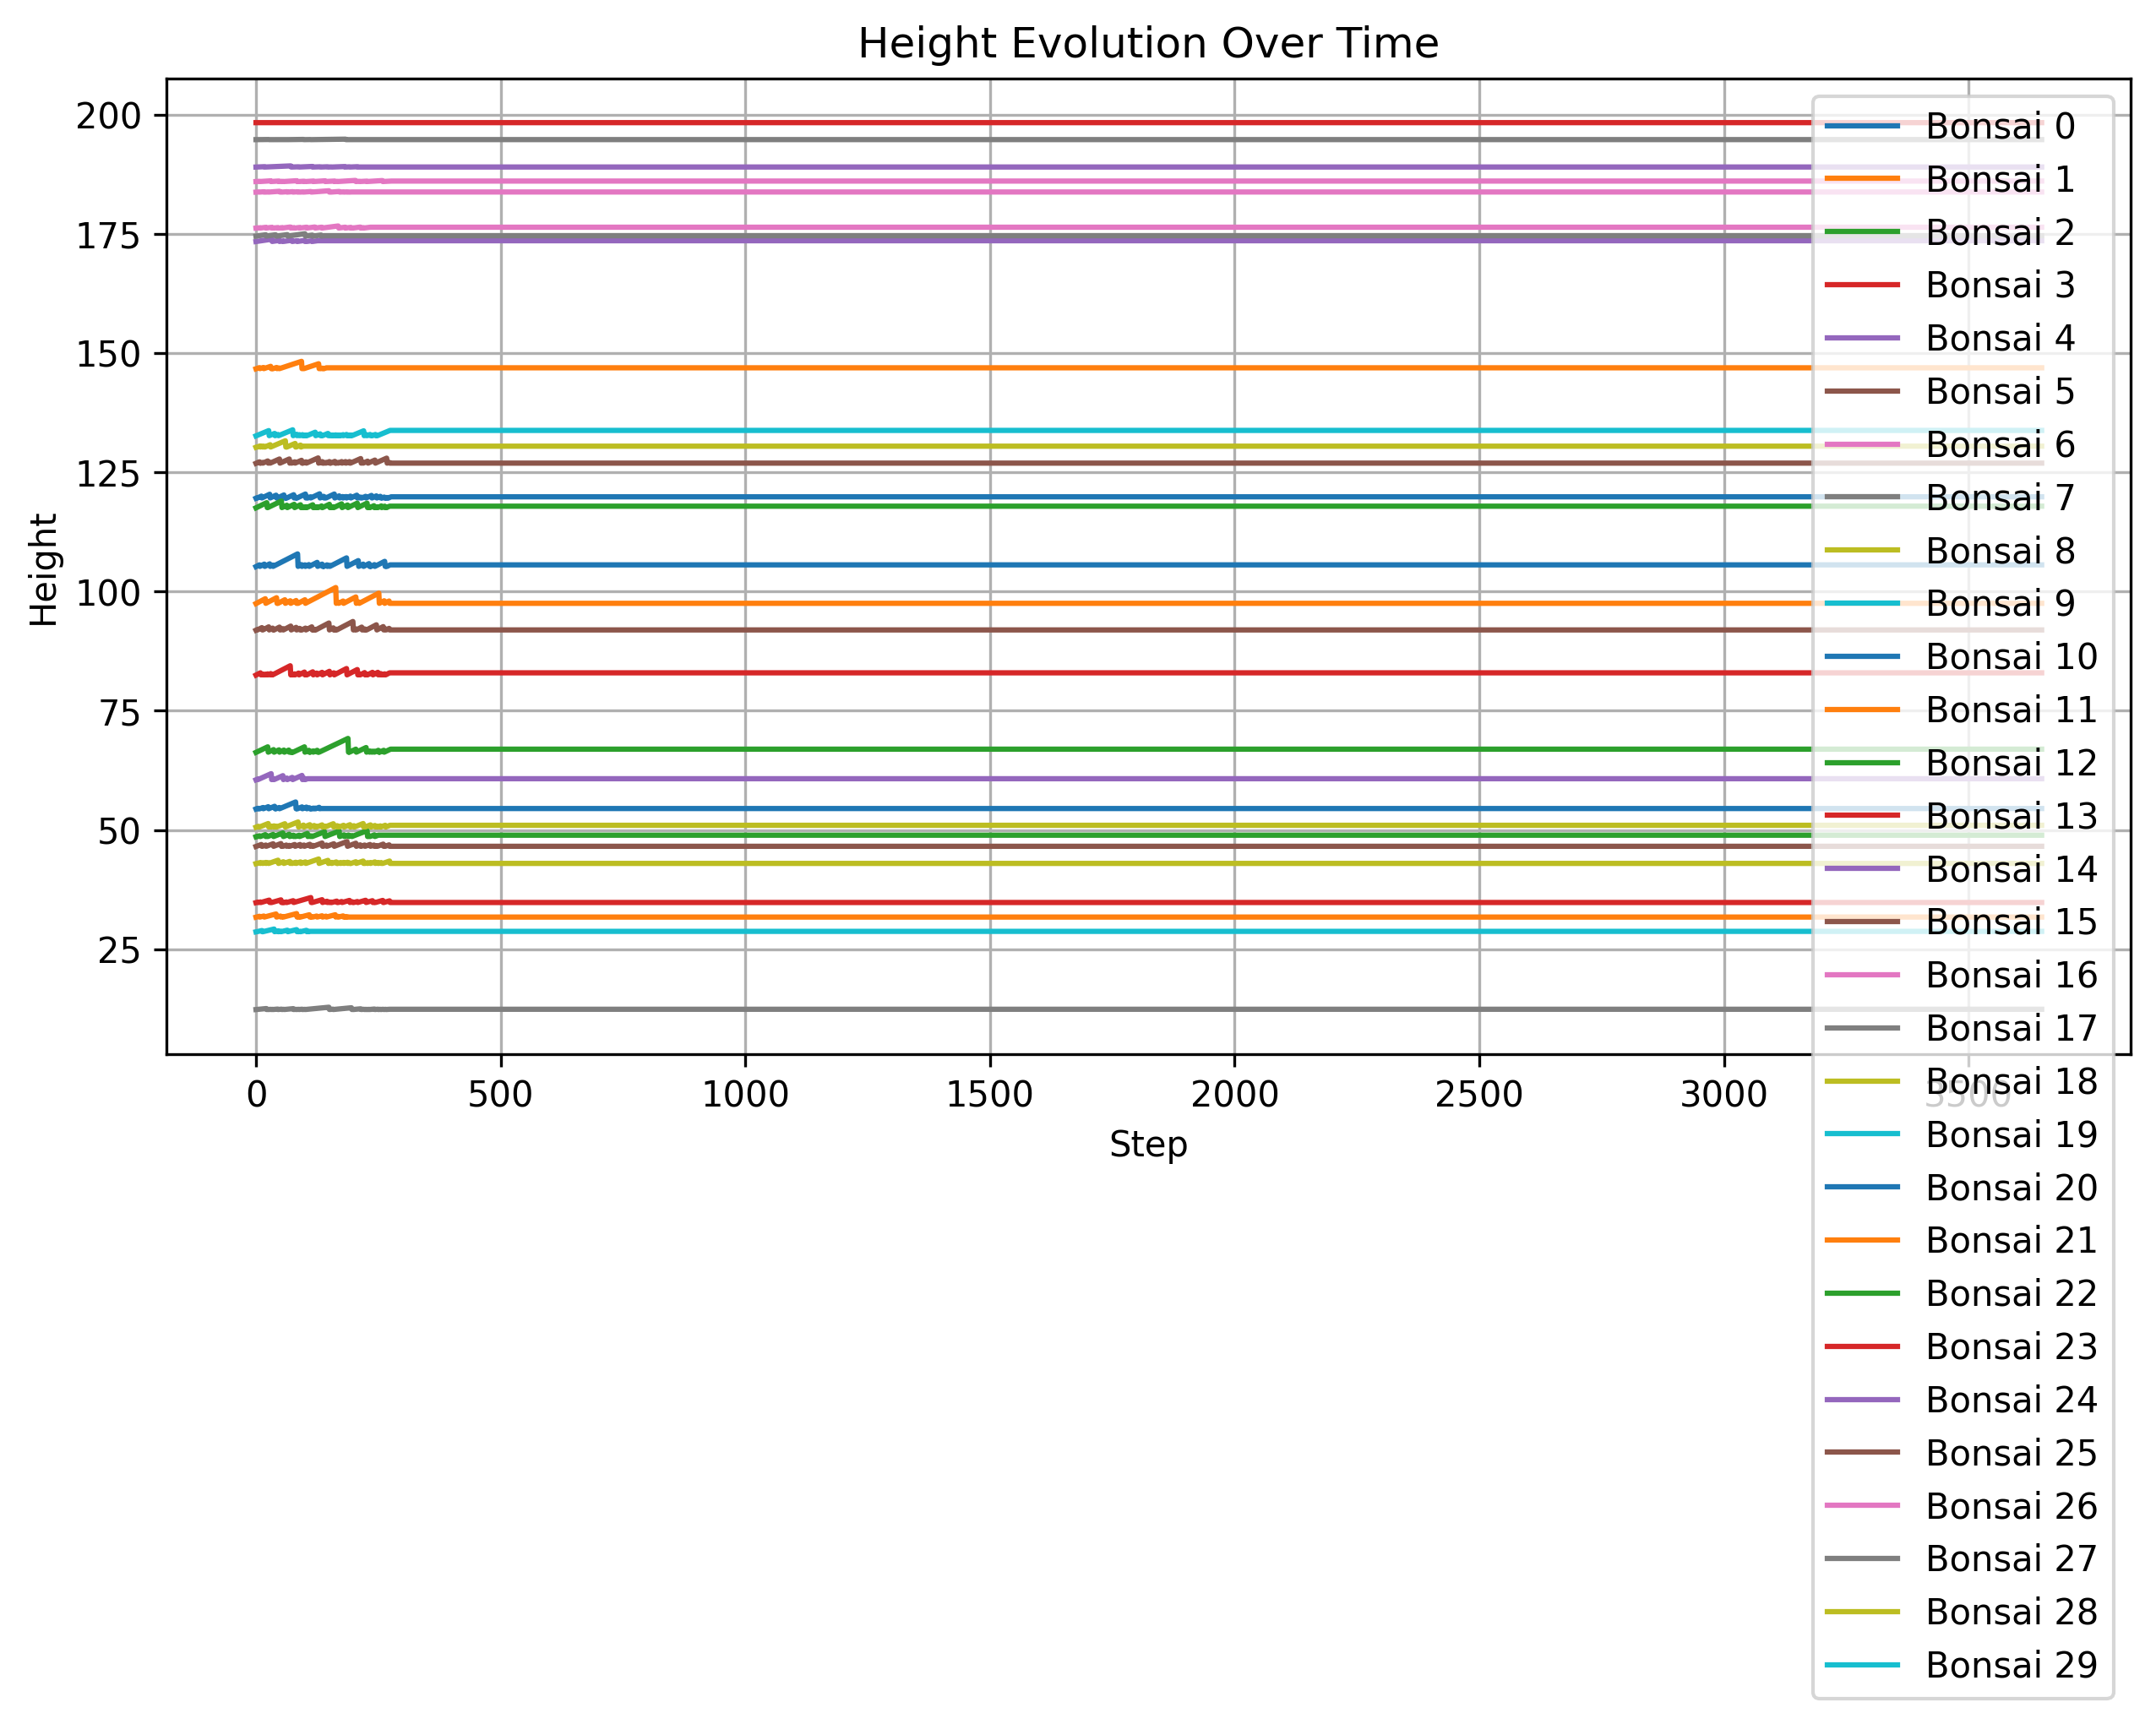 Height Evolution Over Time
Height
200
175
150
125
100
75
50
25
0
500
1000
1500
2000
2500
3000
3500
Step
Bonsai 0
Bonsai 1
Bonsai 2
Bonsai 3
Bonsai 4
Bonsai 5
Bonsai 6
Bonsai 7
Bonsai 8
Bonsai 9
Bonsai 10
Bonsai 11
Bonsai 12
Bonsai 13
Bonsai 14
Bonsai 15
Bonsai 16
Bonsai 17
Bonsai 18
Bonsai 19
Bonsai 20
Bonsai 21
Bonsai 22
Bonsai 23
Bonsai 24
Bonsai 25
Bonsai 26
Bonsai 27
Bonsai 28
Bonsai 29